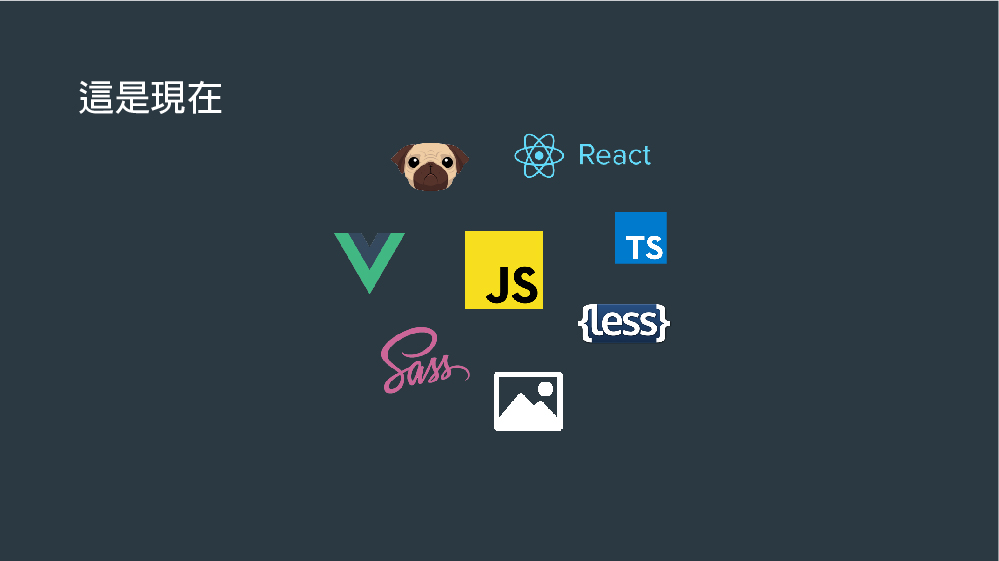 這是現在
React
TS
JS
{less}
Sass